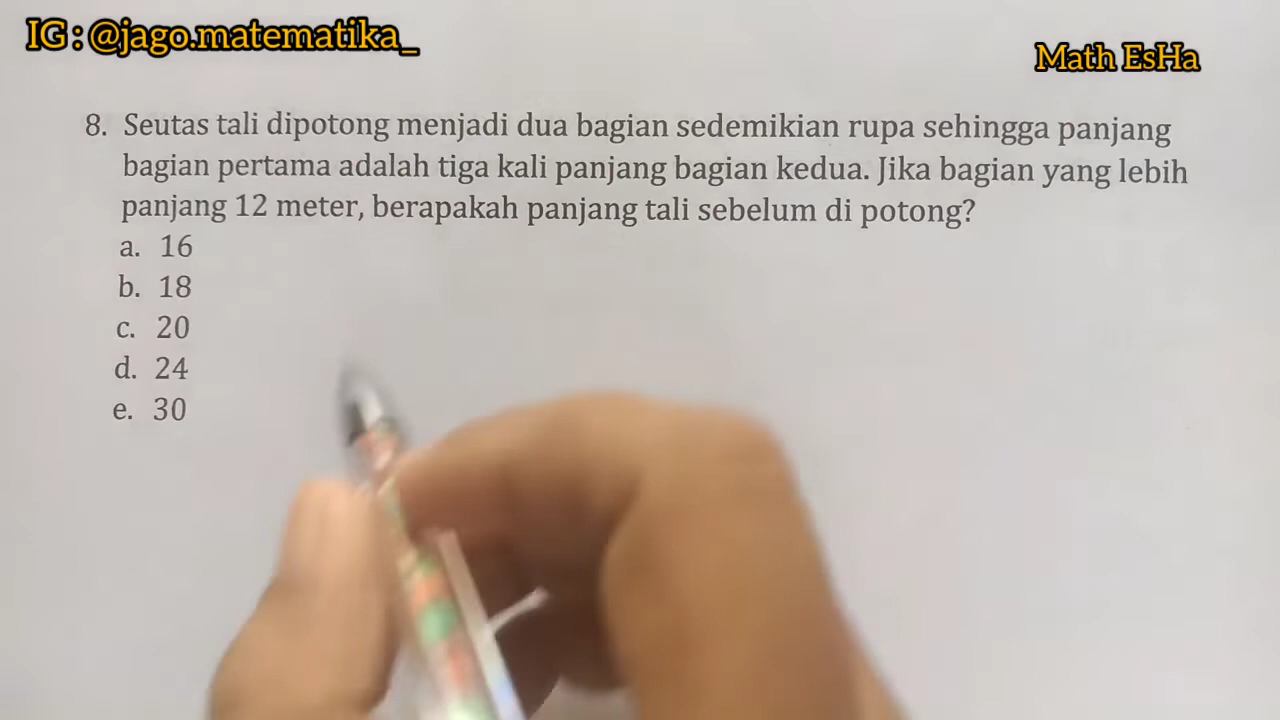 IG : @jago.matematika_
Math EsHa
8. Seutas tali dipotong menjadi dua bagian sedemikian rupa sehingga panjang
bagian pertama adalah tiga kali panjang bagian kedua. Jika bagian yang lebih
panjang 12 meter, berapakah panjang tali sebelum di potong?
a. 16
b. 18
c. 20
d. 24
e. 30